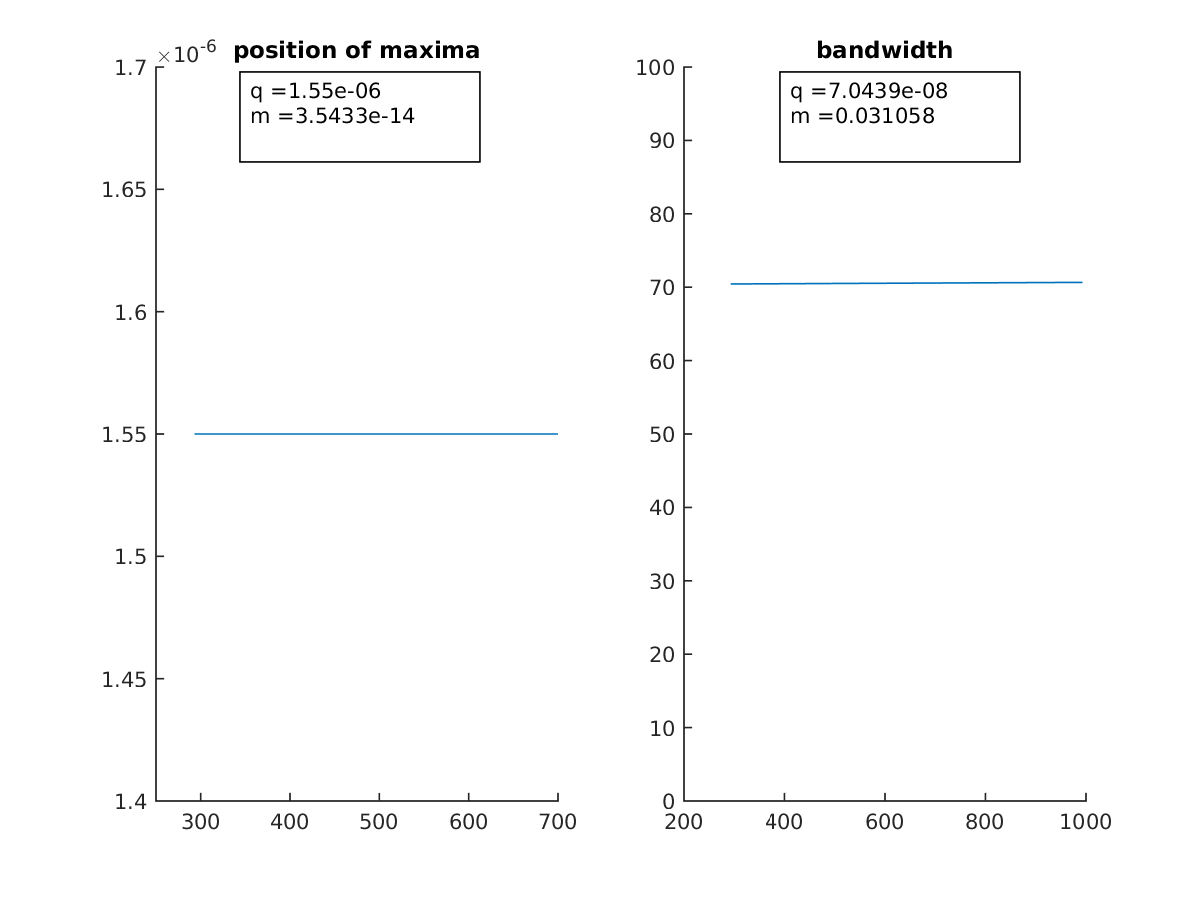 ×10^-6
position of maxima
q =1.55e-06
m =3.5433e-14
1.7
1.65
1.6
1.55
1.5
1.45
1.4
300 400 500 600 700
bandwidth
q =7.0439e-08
m =0.031058
100
90
80
70
60
50
40
30
20
10
0
200 400 600 800 1000